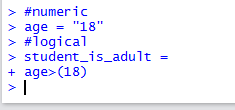 > #numeric
> age = "18"
> #logical
> student_is_adult =
+ age>(18)
>